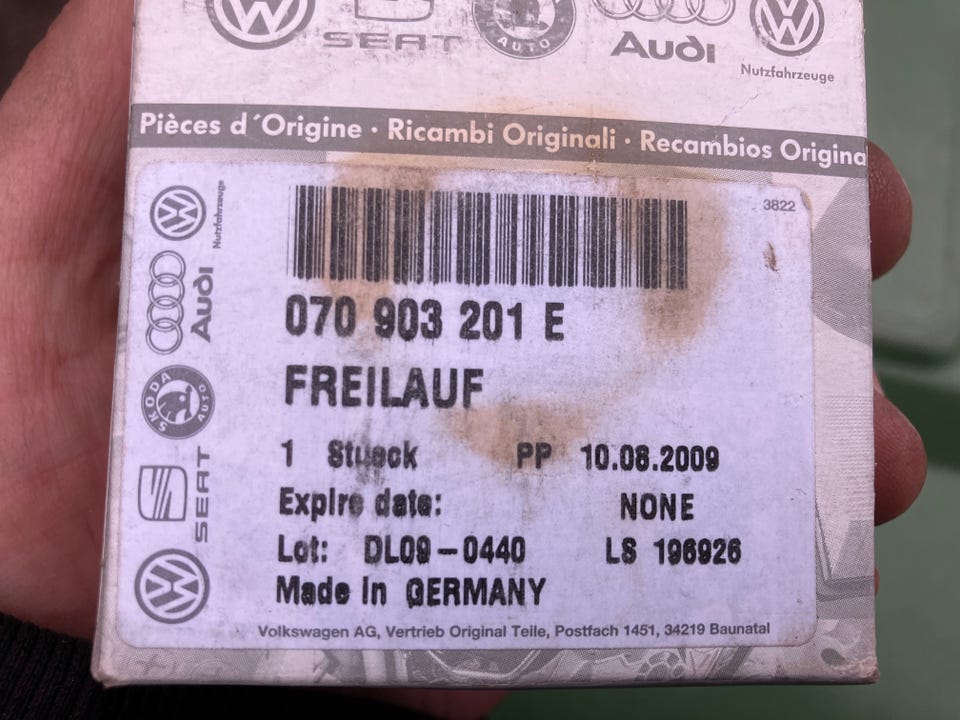 SEAT
AUTO
Audi
Nutzfahrzeuge
Pièces d´Origine · Ricambi Originali · Recambios Origina
3822
Nutzfahrzeuge
Audi
SKODA AUTO
SEAT
070 903 201 E
FREILAUF
1 Stueck PP 10.08.2009
Expire date: NONE
Lot: DL09-0440 LS 196926
Made in GERMANY
Volkswagen AG, Vertrieb Original Teile, Postfach 1451, 34219 Baunatal